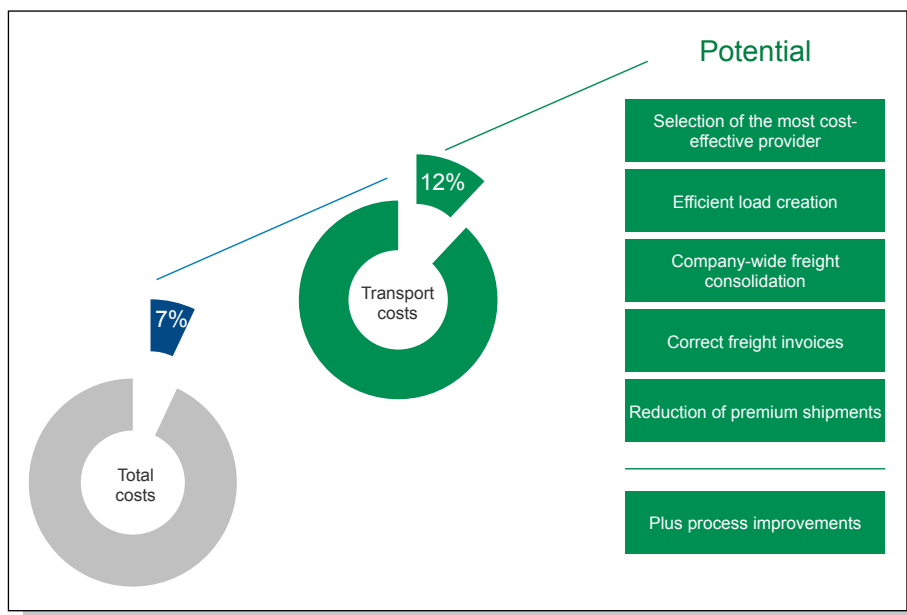 Potential
Selection of the most cost-
effective provider
12%
Efficient load creation
Company-wide freight
consolidation
Transport
costs
7%
Correct freight invoices
Reduction of premium shipments
Total
costs
Plus process improvements